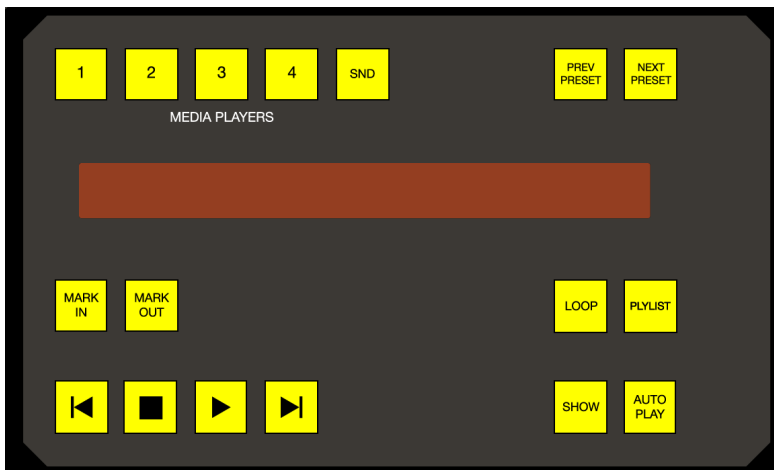 1
2
3
4
SND
PREV
PRESET
NEXT
PRESET
MEDIA PLAYERS
MARK
IN
MARK
OUT
LOOP
PLYLIST
SHOW
AUTO
PLAY